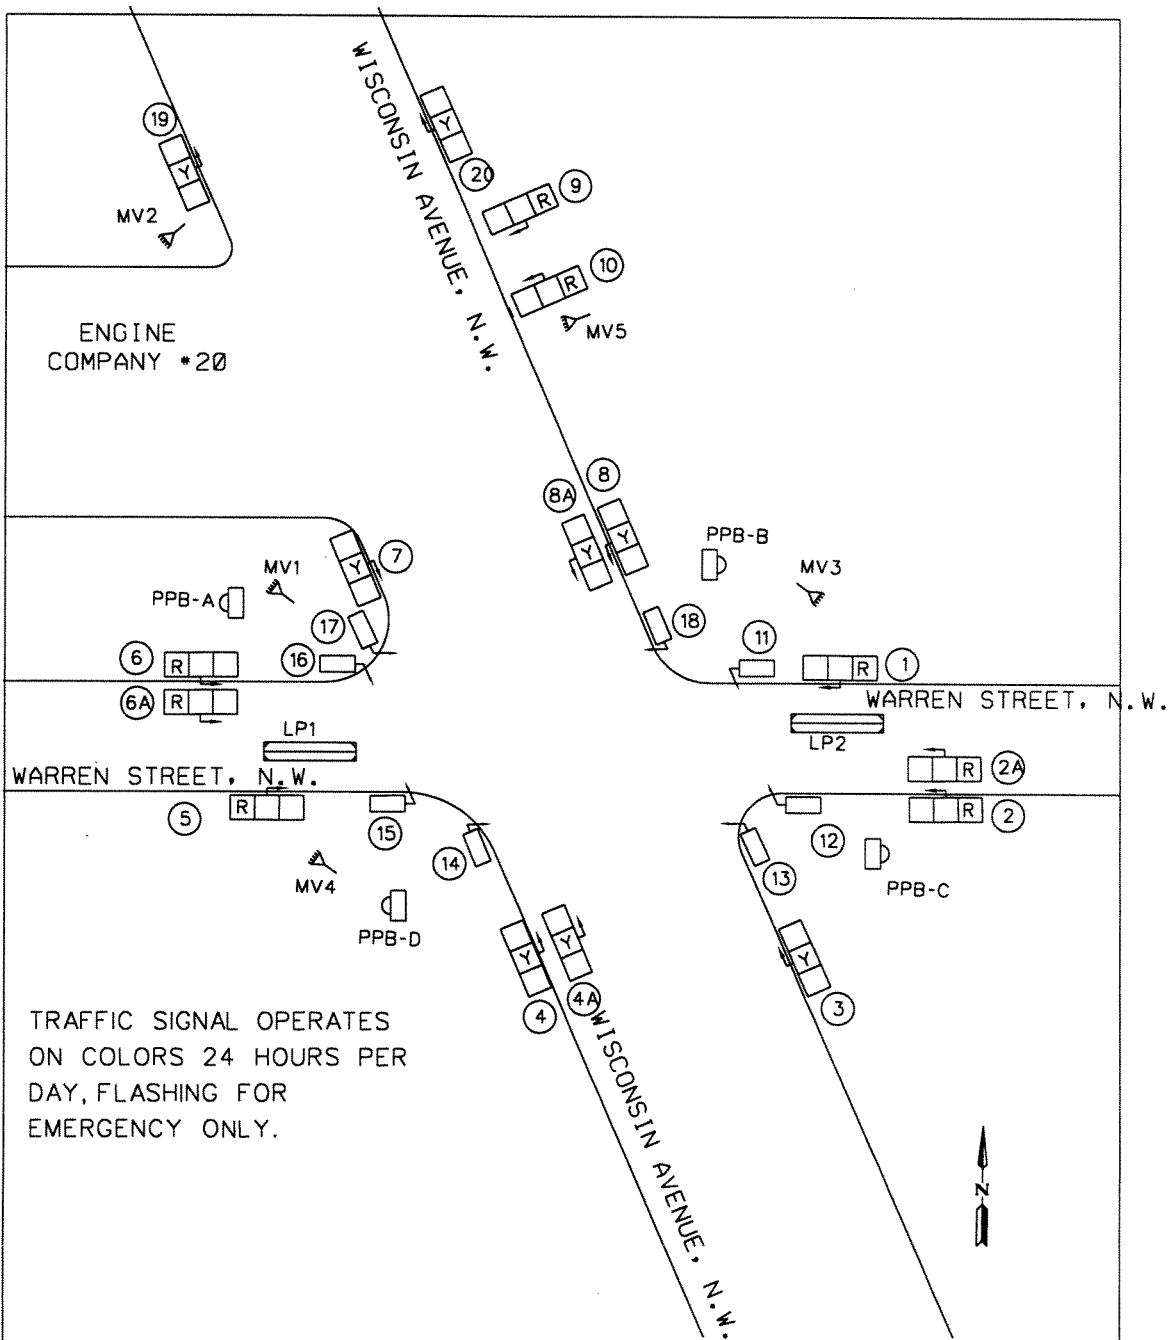 WISCONSIN AVENUE, N.W.
19
Y
MV2
Y
20
9
R
10
R
MV5
ENGINE
COMPANY *20
8
8A
Y
Y
PPB-B
MV3
7
Y
MV1
PPB-A
17
16
18
11
6
R
6A
R
1
R
WARREN STREET, N.W.
LP1
LP2
2A
R
WARREN STREET, N.W.
R
5
15
14
12
R
2
13
PPB-C
MV4
PPB-D
Y
Y
4
4A
Y
3
WISCONSIN AVENUE, N.W.
TRAFFIC SIGNAL OPERATES
ON COLORS 24 HOURS PER
DAY, FLASHING FOR
EMERGENCY ONLY.
N